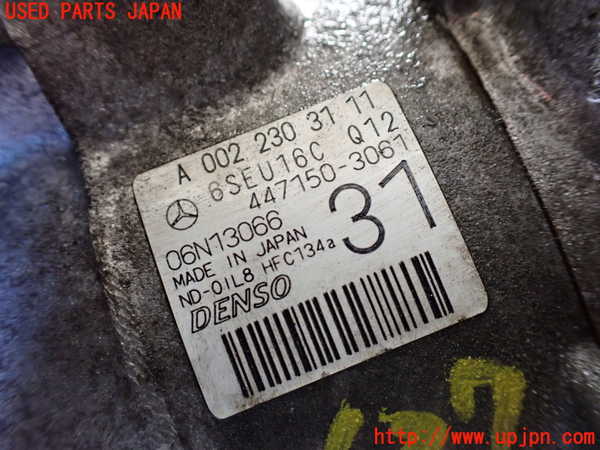 USED PARTS JAPAN
A 002 230 31 11
6SEU16C Q12
447150-3061
06N13066
MADE IN JAPAN
ND-OIL8 HFC134a
31
DENSO
127
http://www.upjpn.com/